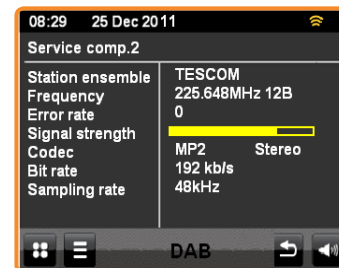 08:29 25 Dec 2011
Service comp.2
Station ensemble TESCOM
Frequency 225.648MHz 12B
Error rate 0
Signal strength
Codec MP2 Stereo
Bit rate 192 kb/s
Sampling rate 48kHz
DAB